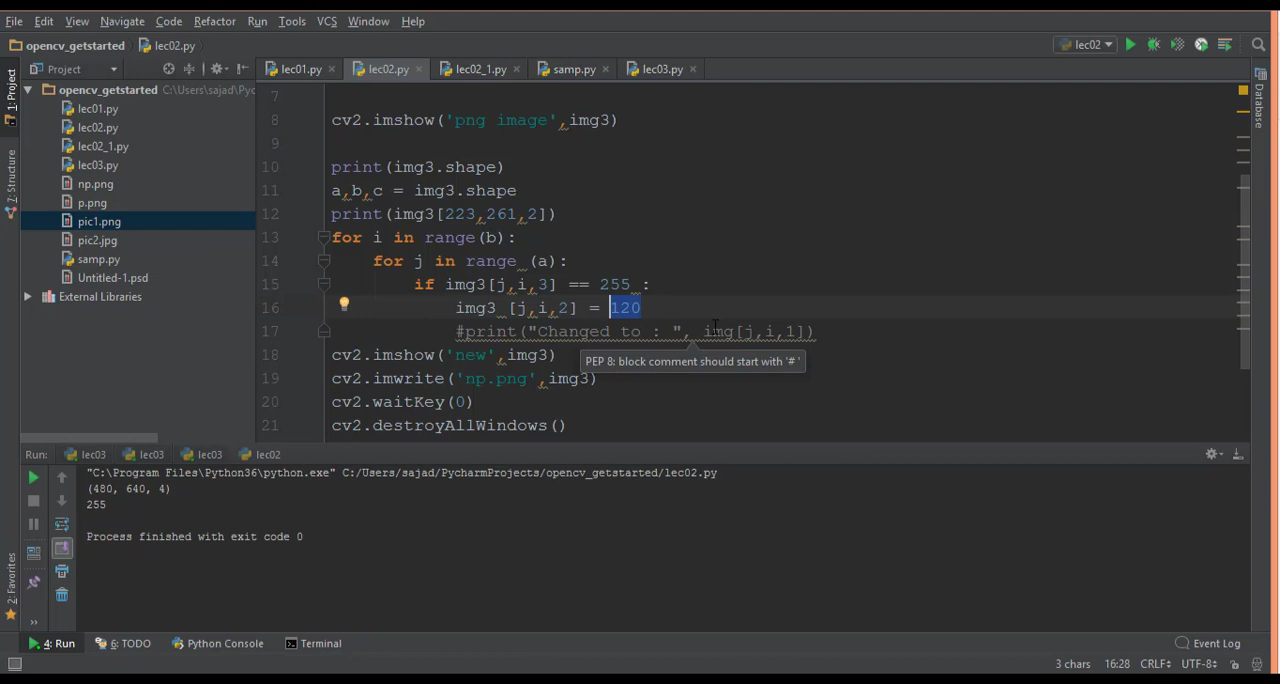 File Edit View Navigate Code Refactor Run Tools VCS Window Help
opencv_getstarted lec02.py lec02
Project lec01.py lec02.py lec02_1.py samp.py lec03.py
1: Project
7: Structure
2: Favorites
Database
opencv_getstarted C:\Users\sajad\Pyc
lec01.py
lec02.py
lec02_1.py
lec03.py
np.png
p.png
pic1.png
pic2.jpg
samp.py
Untitled-1.psd
External Libraries
7
8 cv2.imshow('png image',img3)
9
10 print(img3.shape)
11 a,b,c = img3.shape
12 print(img3[223,261,2])
13 for i in range(b):
14 for j in range (a):
15 if img3[j,i,3] == 255 :
16 img3 [j,i,2] = 120
17 #print("Changed to : ", img[j,i,1])
PEP 8: block comment should start with '# '
18 cv2.imshow('new',img3)
19 cv2.imwrite('np.png',img3)
20 cv2.waitKey(0)
21 cv2.destroyAllWindows()
Run: lec03 lec03 lec03 lec02
"C:\Program Files\Python36\python.exe" C:/Users/sajad/PycharmProjects/opencv_getstarted/lec02.py
(480, 640, 4)
255
Process finished with exit code 0
4: Run 6: TODO Python Console Terminal Event Log
3 chars 16:28 CRLF÷ UTF-8÷